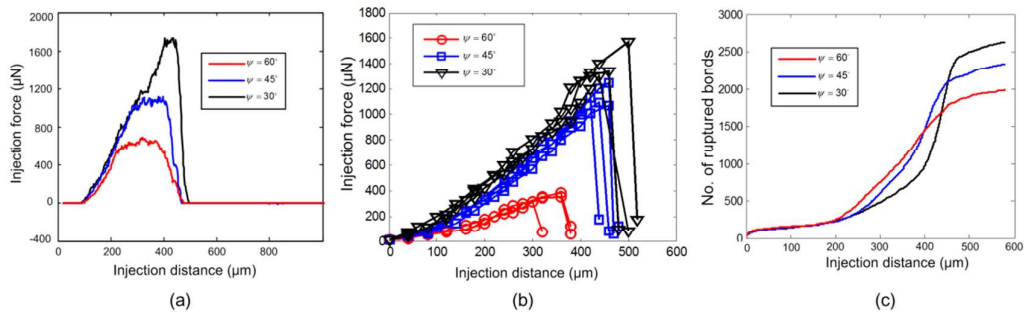 2000
1600
1200
800
400
0
-400
0
200
400
600
800
Injection force (µN)
Injection distance (µm)
ψ = 60°
ψ = 45°
ψ = 30°
(a)
1800
1600
1400
1200
1000
800
600
400
200
0
0
100
200
300
400
500
600
Injection force (µN)
Injection distance (µm)
ψ = 60°
ψ = 45°
ψ = 30°
(b)
3000
2500
2000
1500
1000
500
0
0
100
200
300
400
500
600
No. of ruptured bonds
Injection distance (µm)
ψ = 60°
ψ = 45°
ψ = 30°
(c)